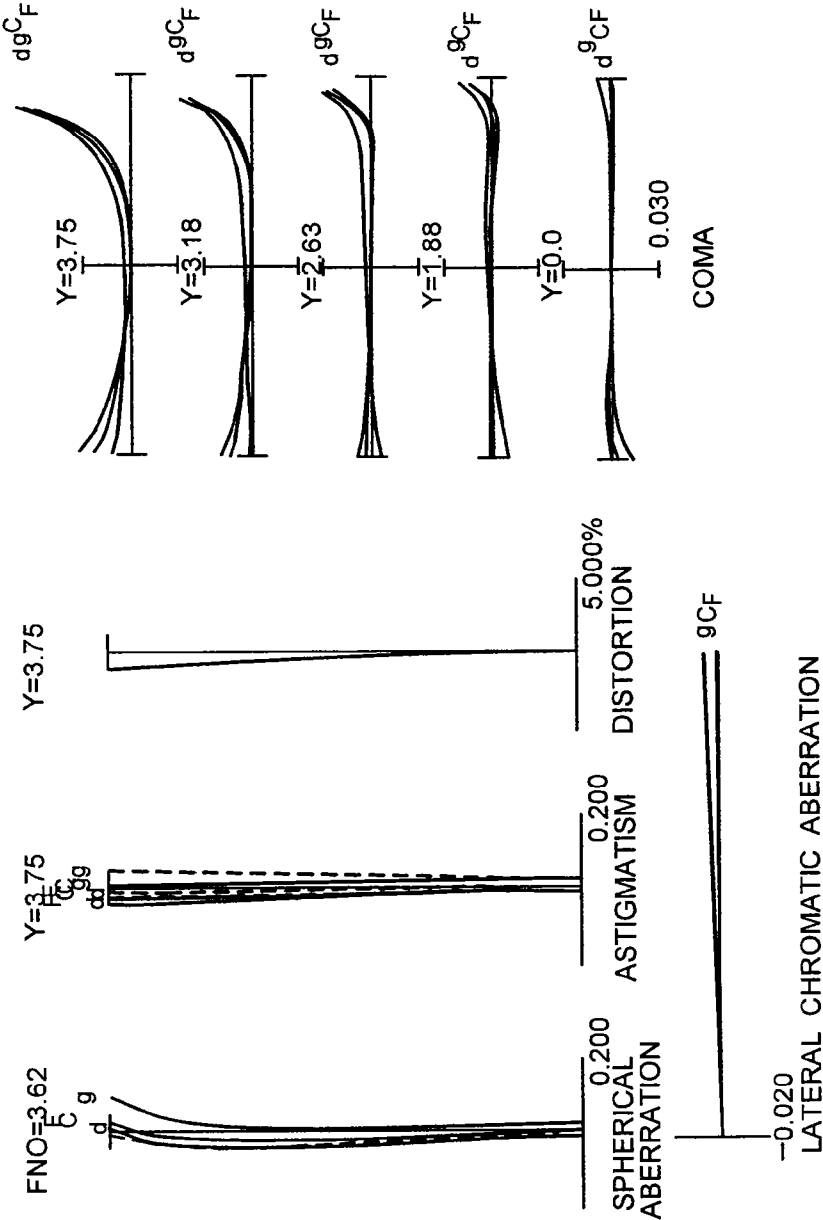 FNO=3.62
F
C
g
d
0.200
SPHERICAL
ABERRATION
Y=3.75
F
C
g
g
d
0.200
ASTIGMATISM
Y=3.75
5.000%
DISTORTION
dgCF
Y=3.75
dgCF
Y=3.18
dgCF
Y=2.63
dgCF
Y=1.88
dgCF
Y=0.0
0.030
COMA
gCF
−0.020
LATERAL CHROMATIC ABERRATION